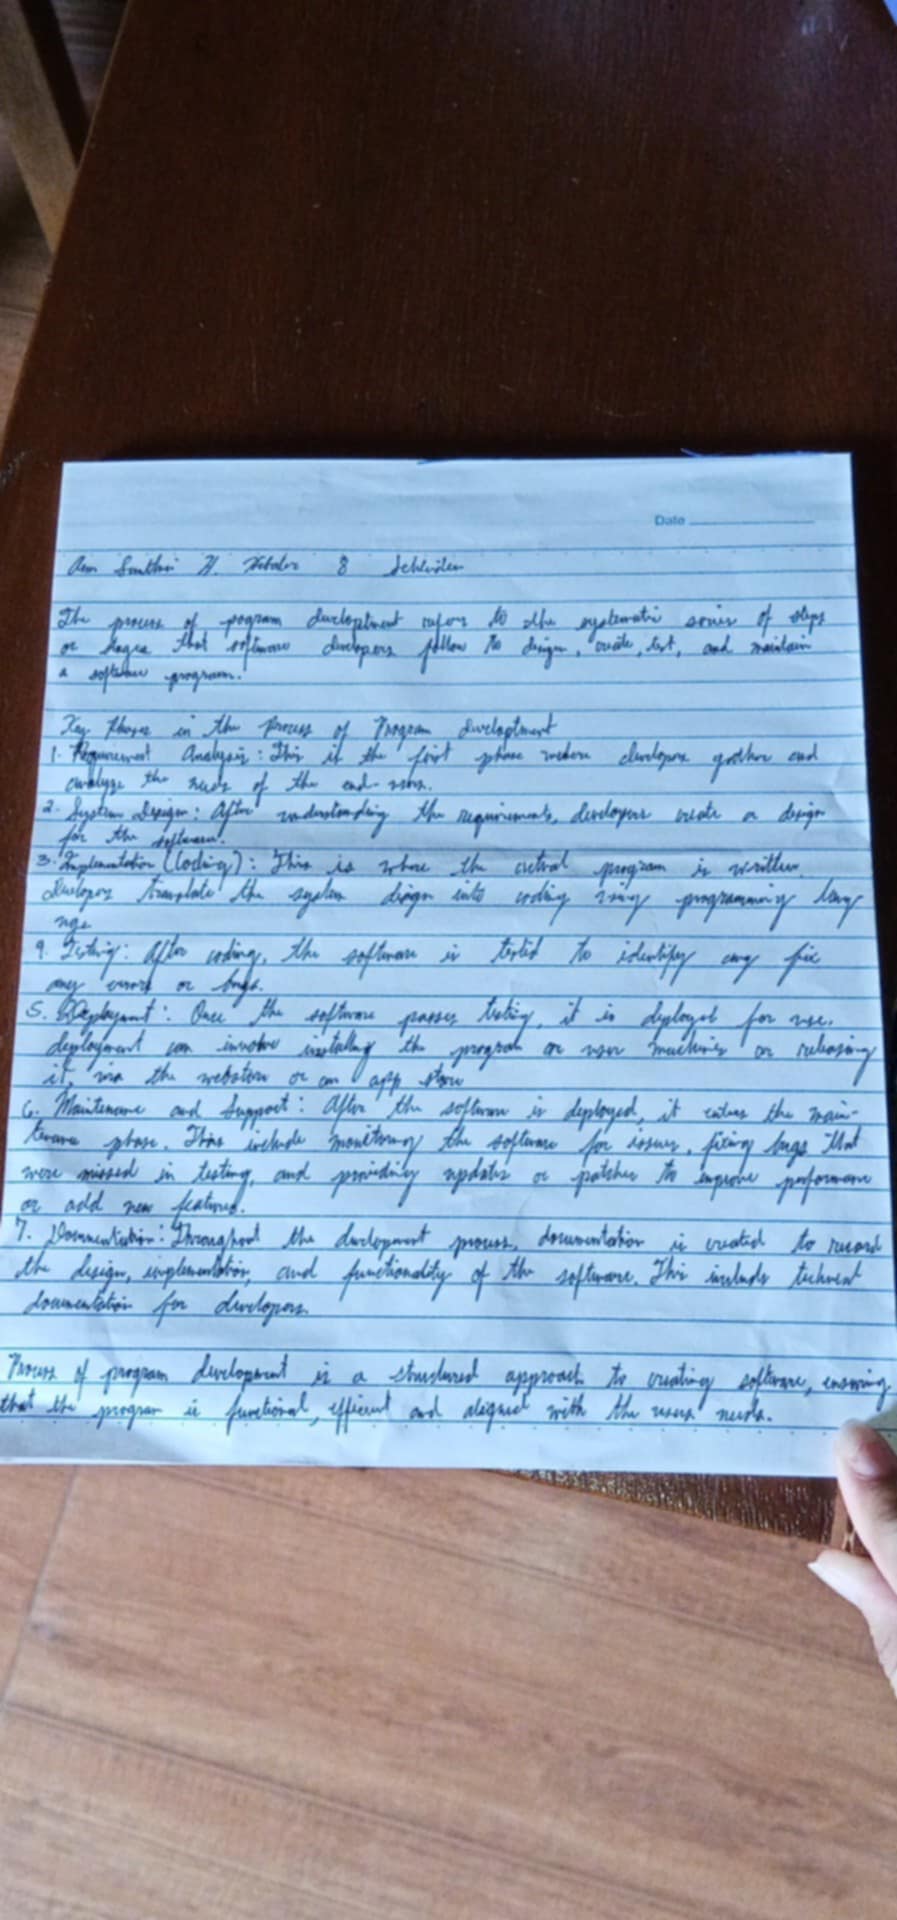 Date
H. 8
The process of pogram development refers to the systematic series of steps
or stages that software developers follow to design, create, test, and maintain
a software program.
Key Phases in the Process of Program development
1. Requirement Analysis: This is the first phase where developers gather and
analyze the needs of the end-users.
2. System Design: After understanding the requirements, developers create a design
for the software.
3. Implementation (Coding): This is where the actual program is written.
developers translate the system design into coding using programming lang
uage.
4. Testing: After coding, the software is tested to identify any fix
any errors or bugs.
5. Deployment: Once the software passes testing, it is deployed for use.
deployment can involve installing the program on user machines or releasing
it, via the webstore or an app store
6. Maintenance and Support: After the software is deployed, it enters the main-
tenance phase. This include monitoring the software for issues, fixing bugs that
were missed in testing, and providing updates or patches to improve performance
or add new features.
7. Documentation: Throughout the development process, documentation is created to record
the design, implementation, and functionality of the software. This includes technical
documentation for developers.
Process of program development is a structured approach to creating software, ensuring
that the program is functional, efficient and aligned with the users needs.